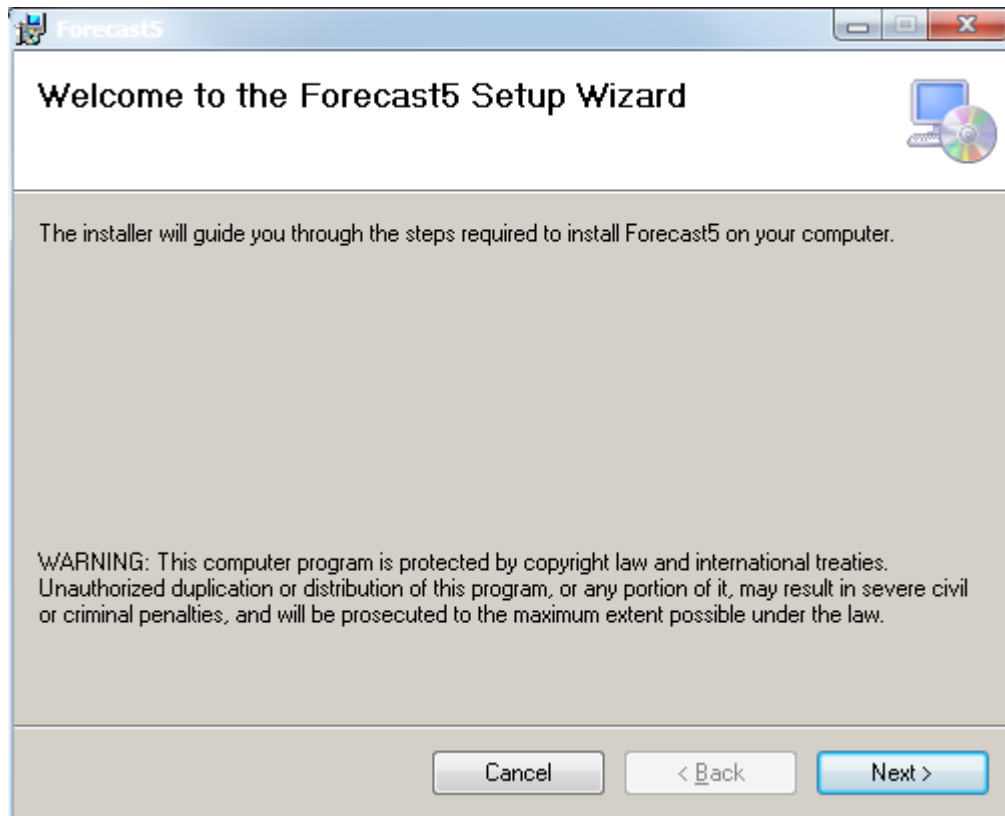 Forecast5
Welcome to the Forecast5 Setup Wizard
The installer will guide you through the steps required to install Forecast5 on your computer.
WARNING: This computer program is protected by copyright law and international treaties.
Unauthorized duplication or distribution of this program, or any portion of it, may result in severe civil
or criminal penalties, and will be prosecuted to the maximum extent possible under the law.
Cancel < Back Next >